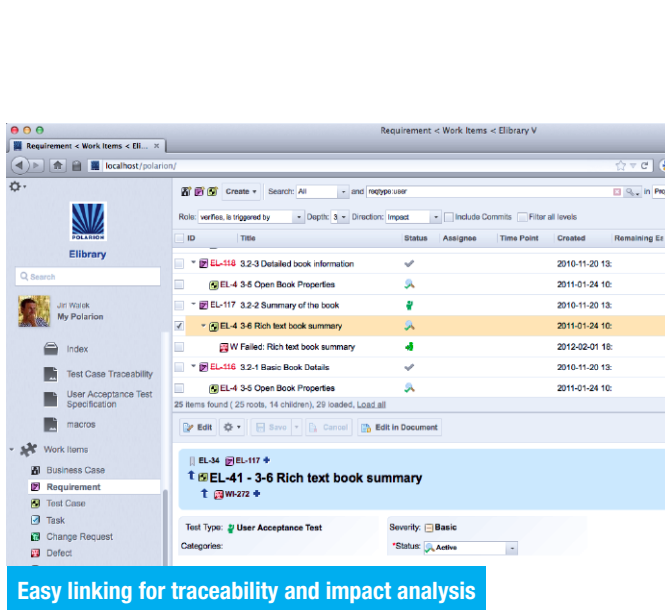 Requirement < Work Items < Elibrary V
Requirement < Work Items < Eli... ×
localhost/polarion/
POLARION
Elibrary
Search
My Polarion
Index
Test Case Traceability
User Acceptance Test
Specification
macros
Work Items
Business Case
Requirement
Test Case
Task
Change Request
Defect
Create Search: All and reqtype:user in Pro
Role: verifies, is triggered by Depth: 3 Direction: Impact Include Commits Filter all levels
ID Title Status Assignee Time Point Created Remaining Es
EL-118 3.2-3 Detailed book information 2010-11-20 13:
EL-4 3-5 Open Book Properties 2011-01-24 10:
EL-117 3.2-2 Summary of the book 2010-11-20 13:
EL-4 3-6 Rich text book summary 2011-01-24 10:
W Failed: Rich text book summary 2012-02-01 18:
EL-116 3.2-1 Basic Book Details 2010-11-20 13:
EL-4 3-5 Open Book Properties 2011-01-24 10:
25 items found ( 25 roots, 14 children), 29 loaded, Load all
Edit Save Cancel Edit in Document
EL-34 EL-117
EL-41 - 3-6 Rich text book summary
WI-272
Test Type: User Acceptance Test Severity: Basic
Categories: *Status: Active
Easy linking for traceability and impact analysis